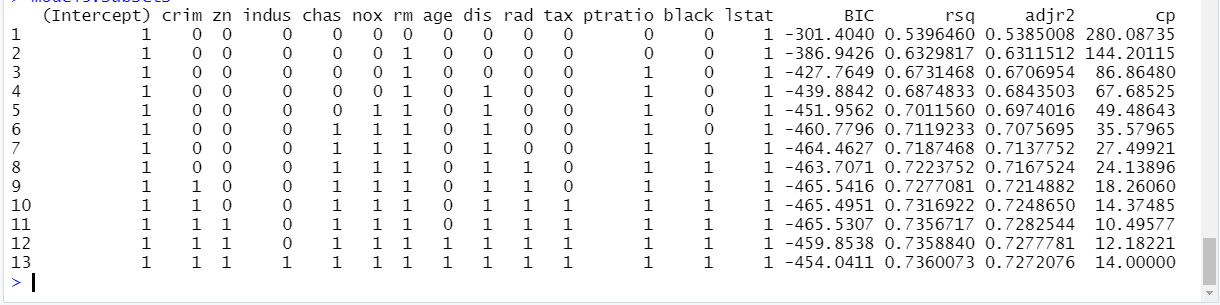 > models.subsets
(Intercept) crim zn indus chas nox rm age dis rad tax ptratio black lstat BIC rsq adjr2 cp
1 1 0 0 0 0 0 0 0 0 0 0 0 0 1 -301.4040 0.5396460 0.5385008 280.08735
2 1 0 0 0 0 0 1 0 0 0 0 0 0 1 -386.9426 0.6329817 0.6311512 144.20115
3 1 0 0 0 0 0 1 0 0 0 0 1 0 1 -427.7649 0.6731468 0.6706954 86.86480
4 1 0 0 0 0 0 1 0 1 0 0 1 0 1 -439.8842 0.6874833 0.6843503 67.68525
5 1 0 0 0 0 1 1 0 1 0 0 1 0 1 -451.9562 0.7011560 0.6974016 49.48643
6 1 0 0 0 1 1 1 0 1 0 0 1 0 1 -460.7796 0.7119233 0.7075695 35.57965
7 1 0 0 0 1 1 1 0 1 0 0 1 1 1 -464.4627 0.7187468 0.7137752 27.49921
8 1 0 0 0 1 1 1 0 1 1 0 1 1 1 -463.7071 0.7223752 0.7167524 24.13896
9 1 1 0 0 1 1 1 0 1 1 0 1 1 1 -465.5416 0.7277081 0.7214882 18.26060
10 1 1 0 0 1 1 1 0 1 1 1 1 1 1 -465.4951 0.7316922 0.7248650 14.37485
11 1 1 1 0 1 1 1 0 1 1 1 1 1 1 -465.5307 0.7356717 0.7282544 10.49577
12 1 1 1 0 1 1 1 1 1 1 1 1 1 1 -459.8538 0.7358840 0.7277781 12.18221
13 1 1 1 1 1 1 1 1 1 1 1 1 1 1 -454.0411 0.7360073 0.7272076 14.00000
>